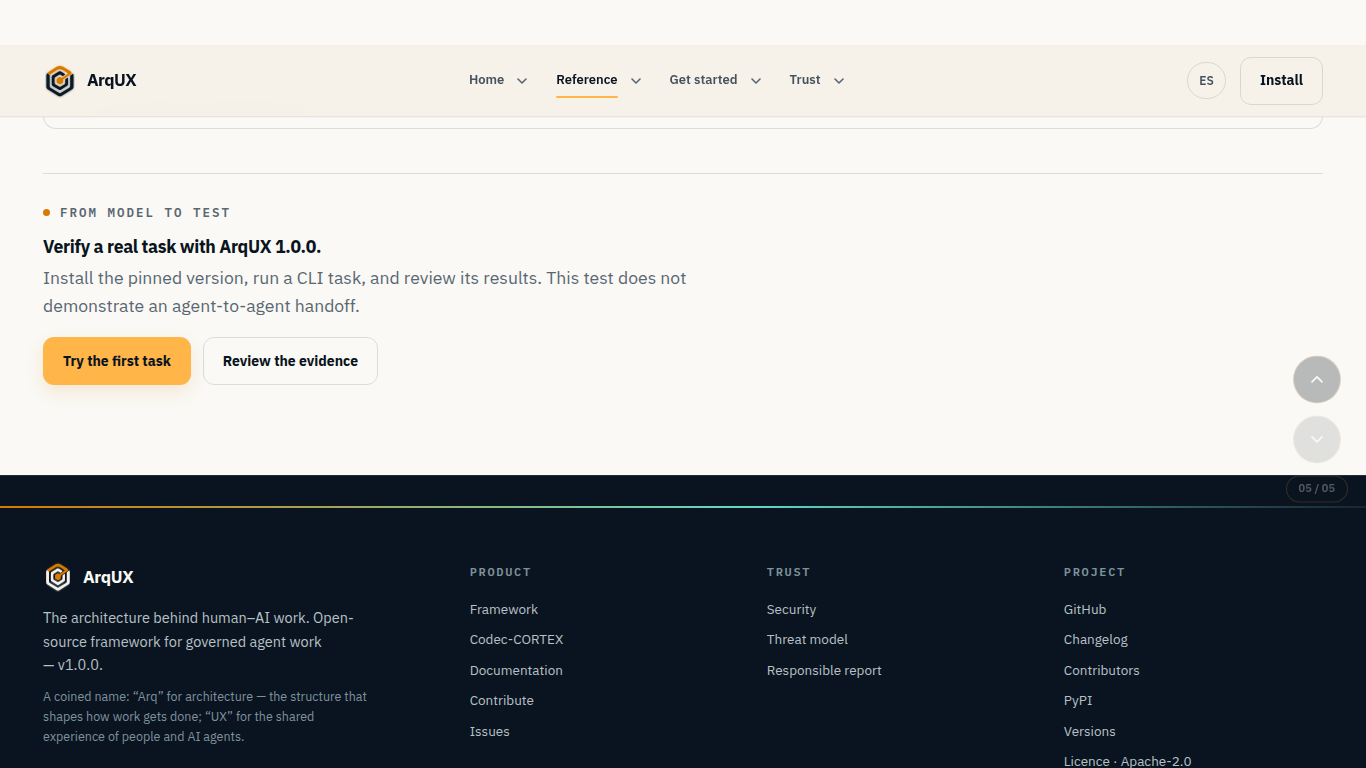 ArqUX
Home
Reference
Get started
Trust
ES
Install
FROM MODEL TO TEST
Verify a real task with ArqUX 1.0.0.
Install the pinned version, run a CLI task, and review its results. This test does not
demonstrate an agent-to-agent handoff.
Try the first task
Review the evidence
05 / 05
ArqUX
The architecture behind human–AI work. Open-
source framework for governed agent work
— v1.0.0.
A coined name: “Arq” for architecture — the structure that
shapes how work gets done; “UX” for the shared
experience of people and AI agents.
PRODUCT
Framework
Codec-CORTEX
Documentation
Contribute
Issues
TRUST
Security
Threat model
Responsible report
PROJECT
GitHub
Changelog
Contributors
PyPI
Versions
Licence · Apache-2.0